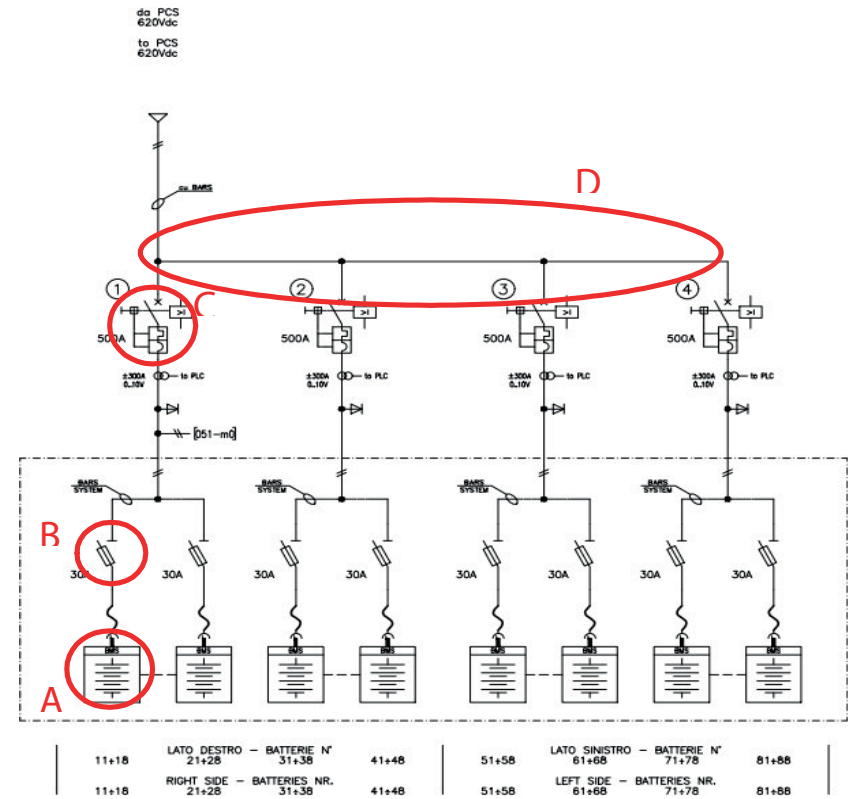 da PCS
620Vdc
to PCS
620Vdc
cu BARS
D
1
2
3
4
C
>I
>I
>I
>I
500A
500A
500A
500A
±300A
0..10V
to PLC
±300A
0..10V
to PLC
±300A
0..10V
to PLC
±300A
0..10V
to PLC
[051-m0]
BARS
SYSTEM
BARS
SYSTEM
BARS
SYSTEM
BARS
SYSTEM
B
30A
30A
30A
30A
30A
30A
30A
30A
BMS
BMS
BMS
BMS
BMS
BMS
BMS
BMS
A
LATO DESTRO – BATTERIE N°
11÷18 21÷28 31÷38 41÷48
RIGHT SIDE – BATTERIES NR.
11÷18 21÷28 31÷38 41÷48
LATO SINISTRO – BATTERIE N°
51÷58 61÷68 71÷78 81÷88
LEFT SIDE – BATTERIES NR.
51÷58 61÷68 71÷78 81÷88